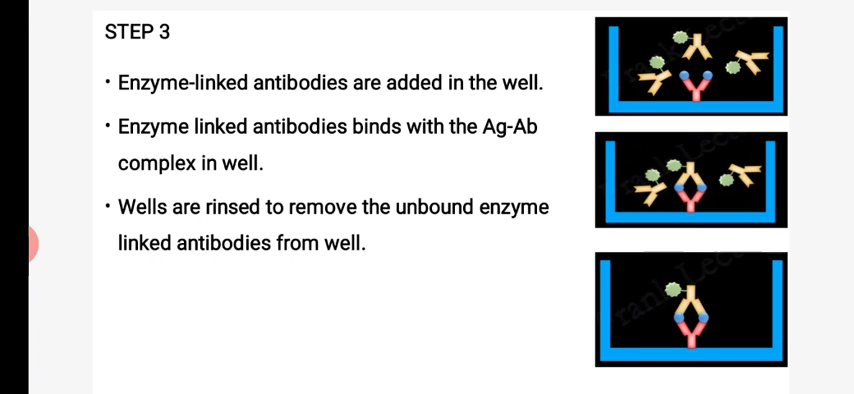 STEP 3
• Enzyme-linked antibodies are added in the well.
• Enzyme linked antibodies binds with the Ag-Ab
complex in well.
• Wells are rinsed to remove the unbound enzyme
linked antibodies from well.